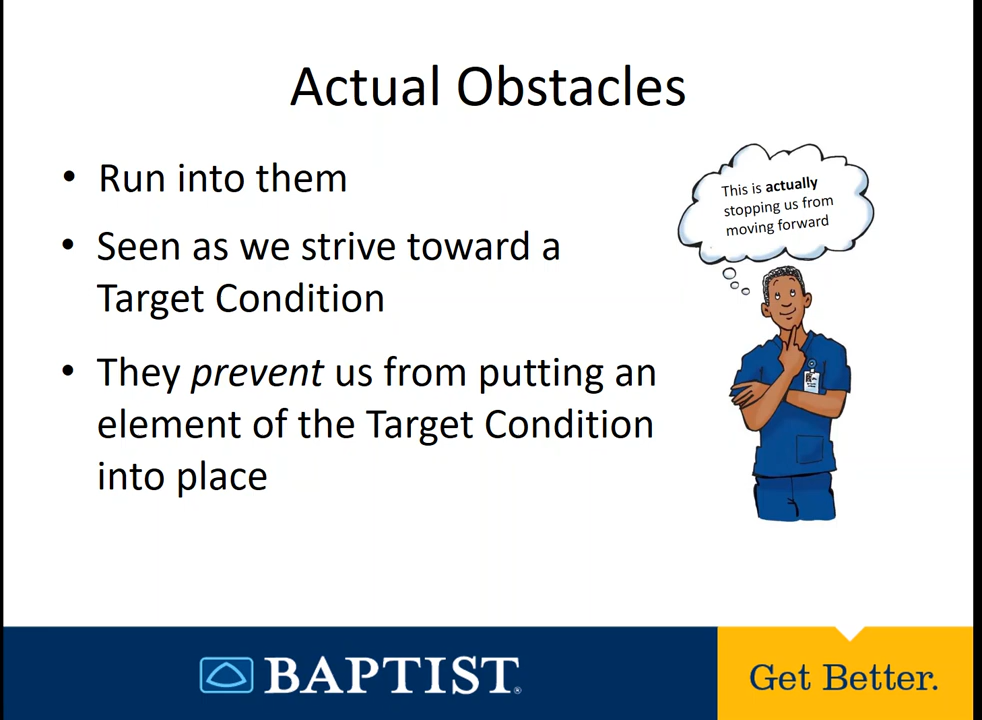 Actual Obstacles
• Run into them
• Seen as we strive toward a
Target Condition
• They prevent us from putting an
element of the Target Condition
into place
This is actually
stopping us from
moving forward
BAPTIST®
Get Better.